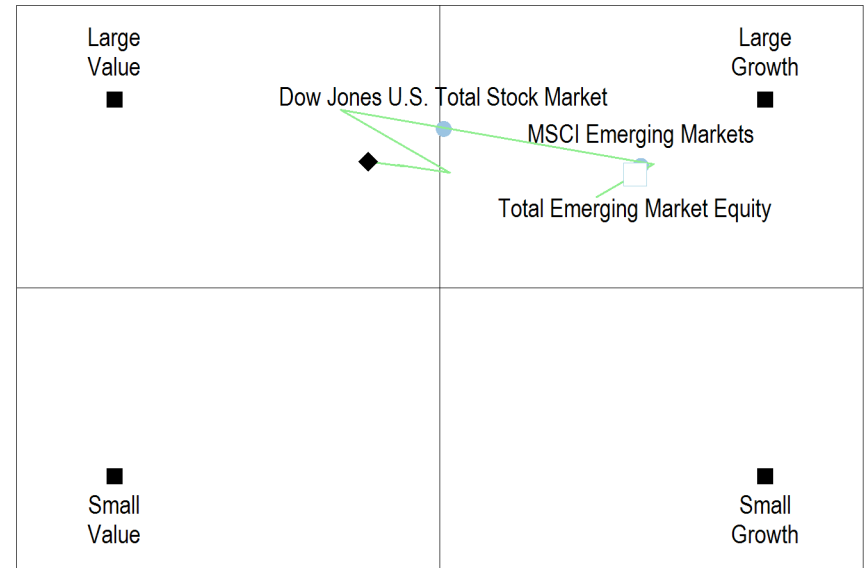 Large
Value
Large
Growth
Dow Jones U.S. Total Stock Market
MSCI Emerging Markets
Total Emerging Market Equity
Small
Value
Small
Growth